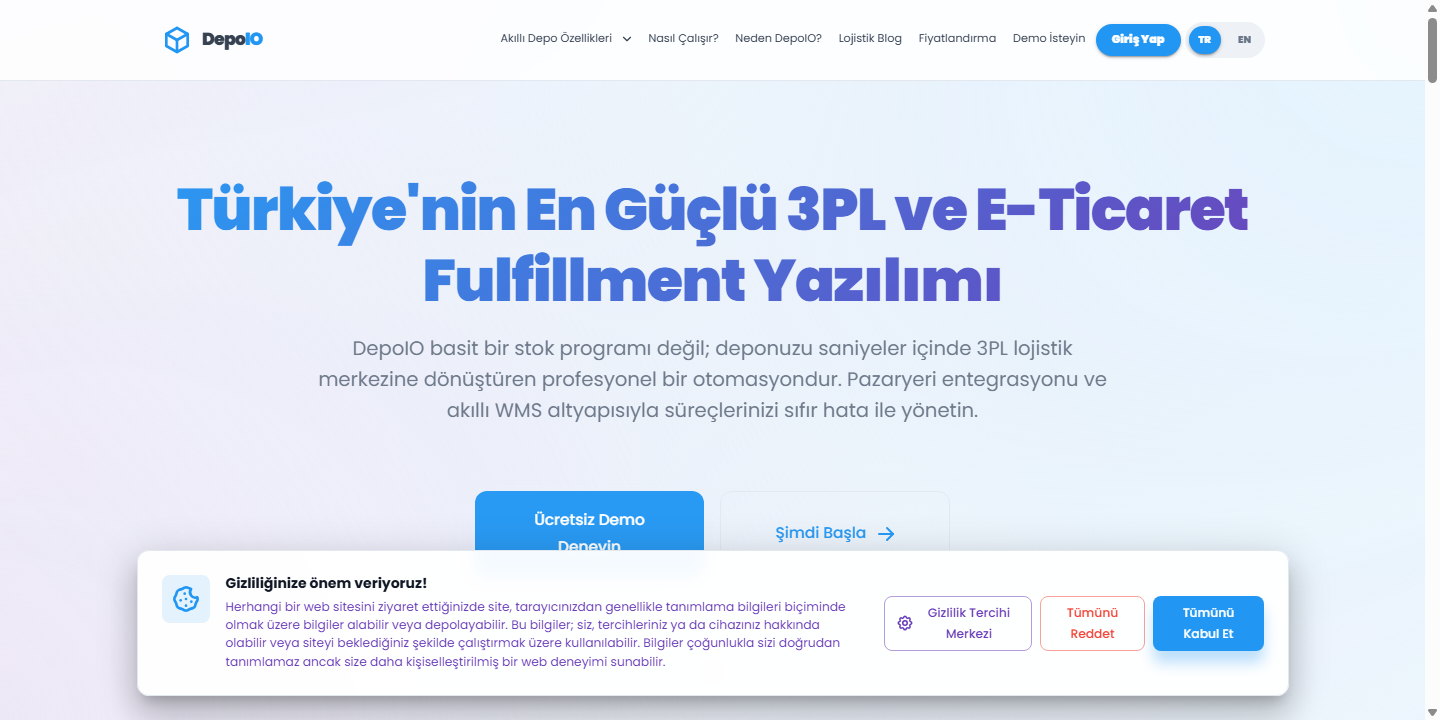 DepoIO
Akıllı Depo Özellikleri
Nasıl Çalışır?
Neden DepoIO?
Lojistik Blog
Fiyatlandırma
Demo İsteyin
Giriş Yap
TR
EN
Türkiye'nin En Güçlü 3PL ve E-Ticaret
Fulfillment Yazılımı
DepoIO basit bir stok programı değil; deponuzu saniyeler içinde 3PL lojistik
merkezine dönüştüren profesyonel bir otomasyondur. Pazaryeri entegrasyonu ve
akıllı WMS altyapısıyla süreçlerinizi sıfır hata ile yönetin.
Ücretsiz Demo
Deneyin
Şimdi Başla
Gizliliğinize önem veriyoruz!
Herhangi bir web sitesini ziyaret ettiğinizde site, tarayıcınızdan genellikle tanımlama bilgileri biçiminde
olmak üzere bilgiler alabilir veya depolayabilir. Bu bilgiler; siz, tercihleriniz ya da cihazınız hakkında
olabilir veya siteyi beklediğiniz şekilde çalıştırmak üzere kullanılabilir. Bilgiler çoğunlukla sizi doğrudan
tanımlamaz ancak size daha kişiselleştirilmiş bir web deneyimi sunabilir.
Gizlilik Tercihi
Merkezi
Tümünü
Reddet
Tümünü
Kabul Et